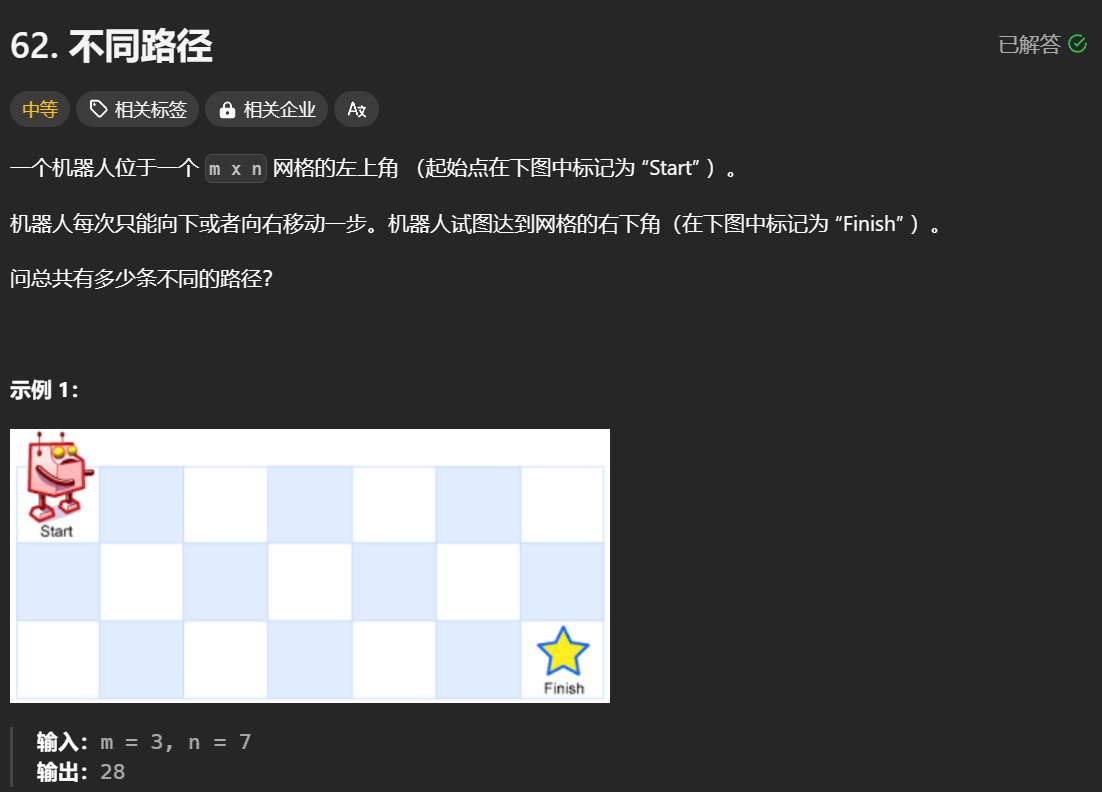 62. 不同路径
已解答
中等 相关标签 相关企业
一个机器人位于一个 m x n 网格的左上角 （起始点在下图中标记为 “Start” ）。
机器人每次只能向下或者向右移动一步。机器人试图达到网格的右下角（在下图中标记为 “Finish” ）。
问总共有多少条不同的路径？
示例 1：
Start
Finish
输入：m = 3, n = 7
输出：28